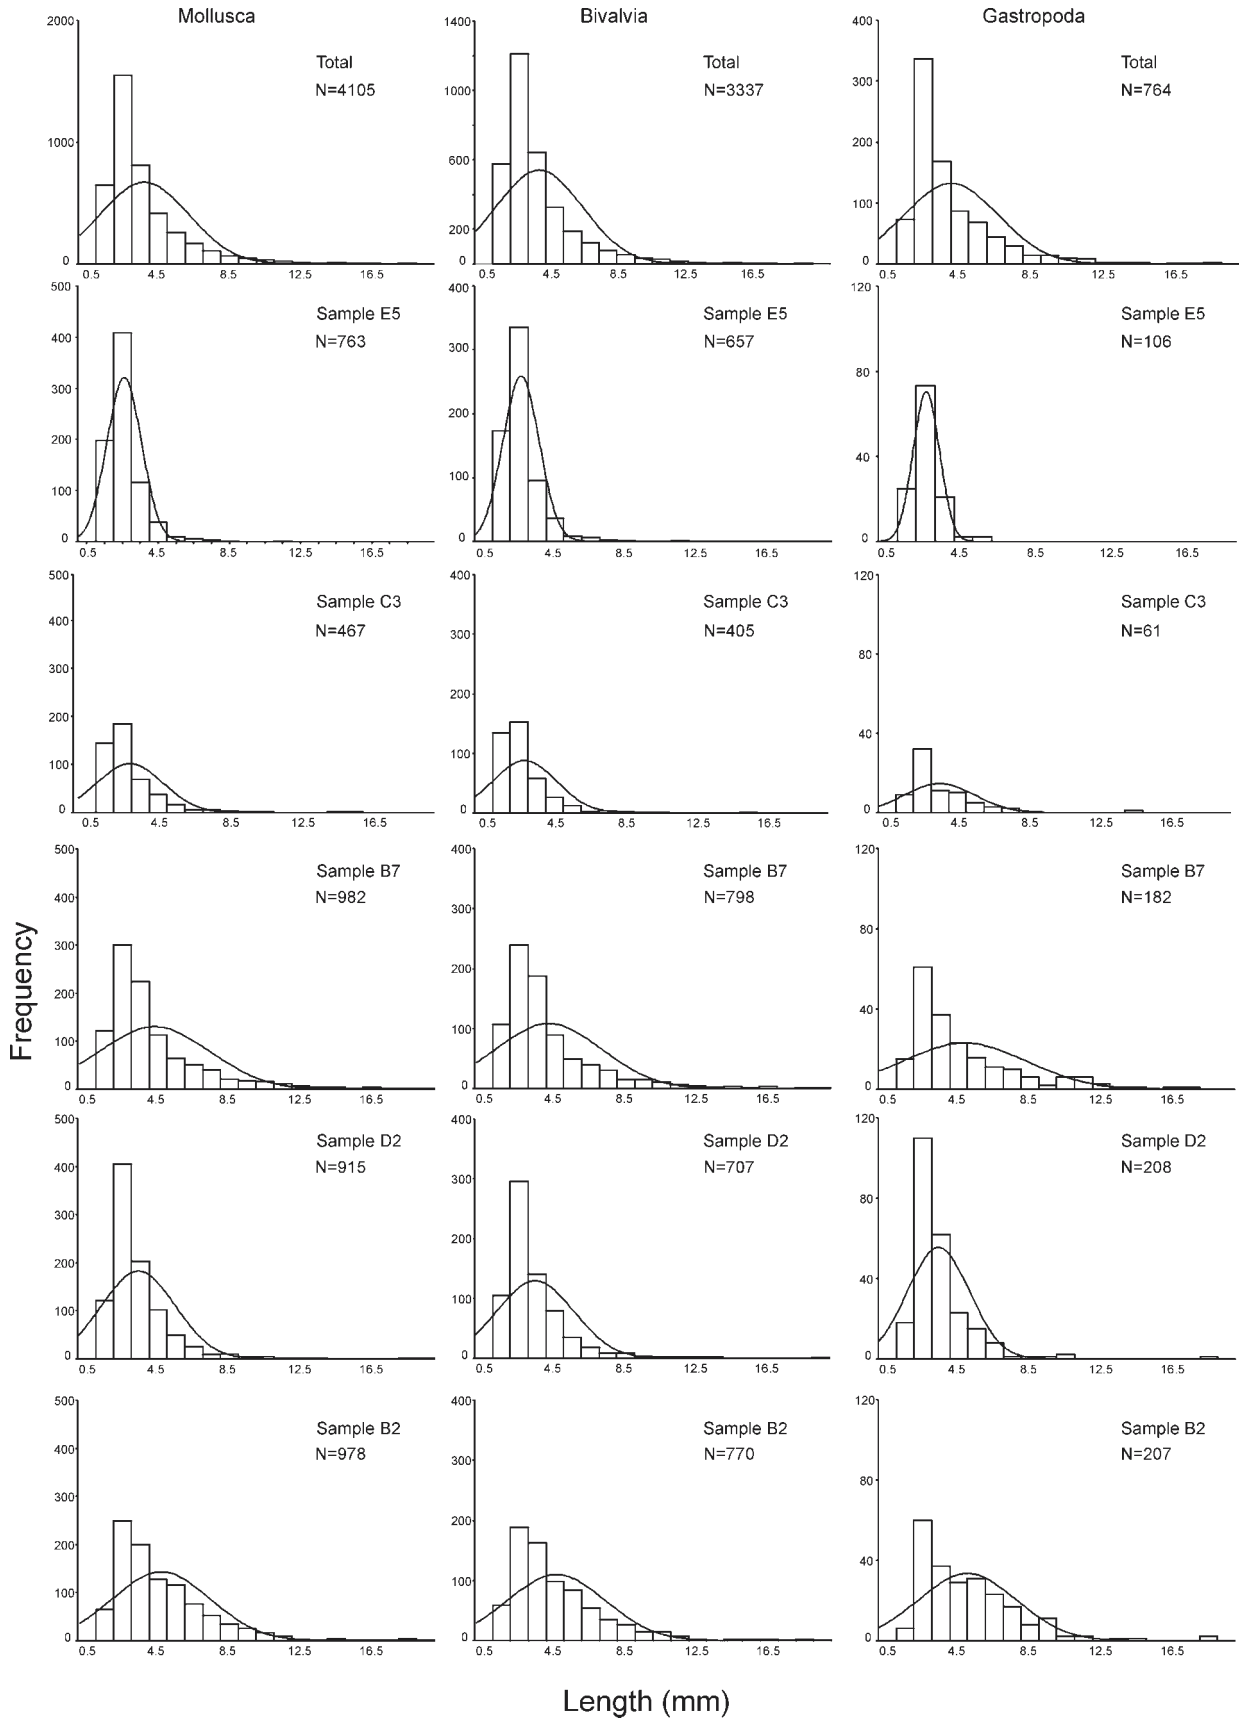 Mollusca Bivalvia Gastropoda
2000 1400 400
Total Total Total
N=4105 N=3337 N=764
1000 300
1000 600 200
200 100
0 0 0
0.5 4.5 8.5 12.5 16.5 0.5 4.5 8.5 12.5 16.5 0.5 4.5 8.5 12.5 16.5
500 400 120
Sample E5 Sample E5 Sample E5
N=763 N=657 N=106
400 300 80
300 200
200 40
100 100
0 0 0
0.5 4.5 8.5 12.5 16.5 0.5 4.5 8.5 12.5 16.5 0.5 4.5 8.5 12.5 16.5
500 400 120
Sample C3 Sample C3 Sample C3
N=467 N=405 N=61
400 300 80
300 200
200 40
100 100
0 0 0
0.5 4.5 8.5 12.5 16.5 0.5 4.5 8.5 12.5 16.5 0.5 4.5 8.5 12.5 16.5
500 400 120
Sample B7 Sample B7 Sample B7
N=982 N=798 N=182
400 300 80
300 200
200 40
100 100
0 0 0
0.5 4.5 8.5 12.5 16.5 0.5 4.5 8.5 12.5 16.5 0.5 4.5 8.5 12.5 16.5
Frequency
500 400 120
Sample D2 Sample D2 Sample D2
N=915 N=707 N=208
400 300 80
300 200
200 40
100 100
0 0 0
0.5 4.5 8.5 12.5 16.5 0.5 4.5 8.5 12.5 16.5 0.5 4.5 8.5 12.5 16.5
500 400 120
Sample B2 Sample B2 Sample B2
N=978 N=770 N=207
400 300 80
300 200
200 40
100 100
0 0 0
0.5 4.5 8.5 12.5 16.5 0.5 4.5 8.5 12.5 16.5 0.5 4.5 8.5 12.5 16.5
Length (mm)